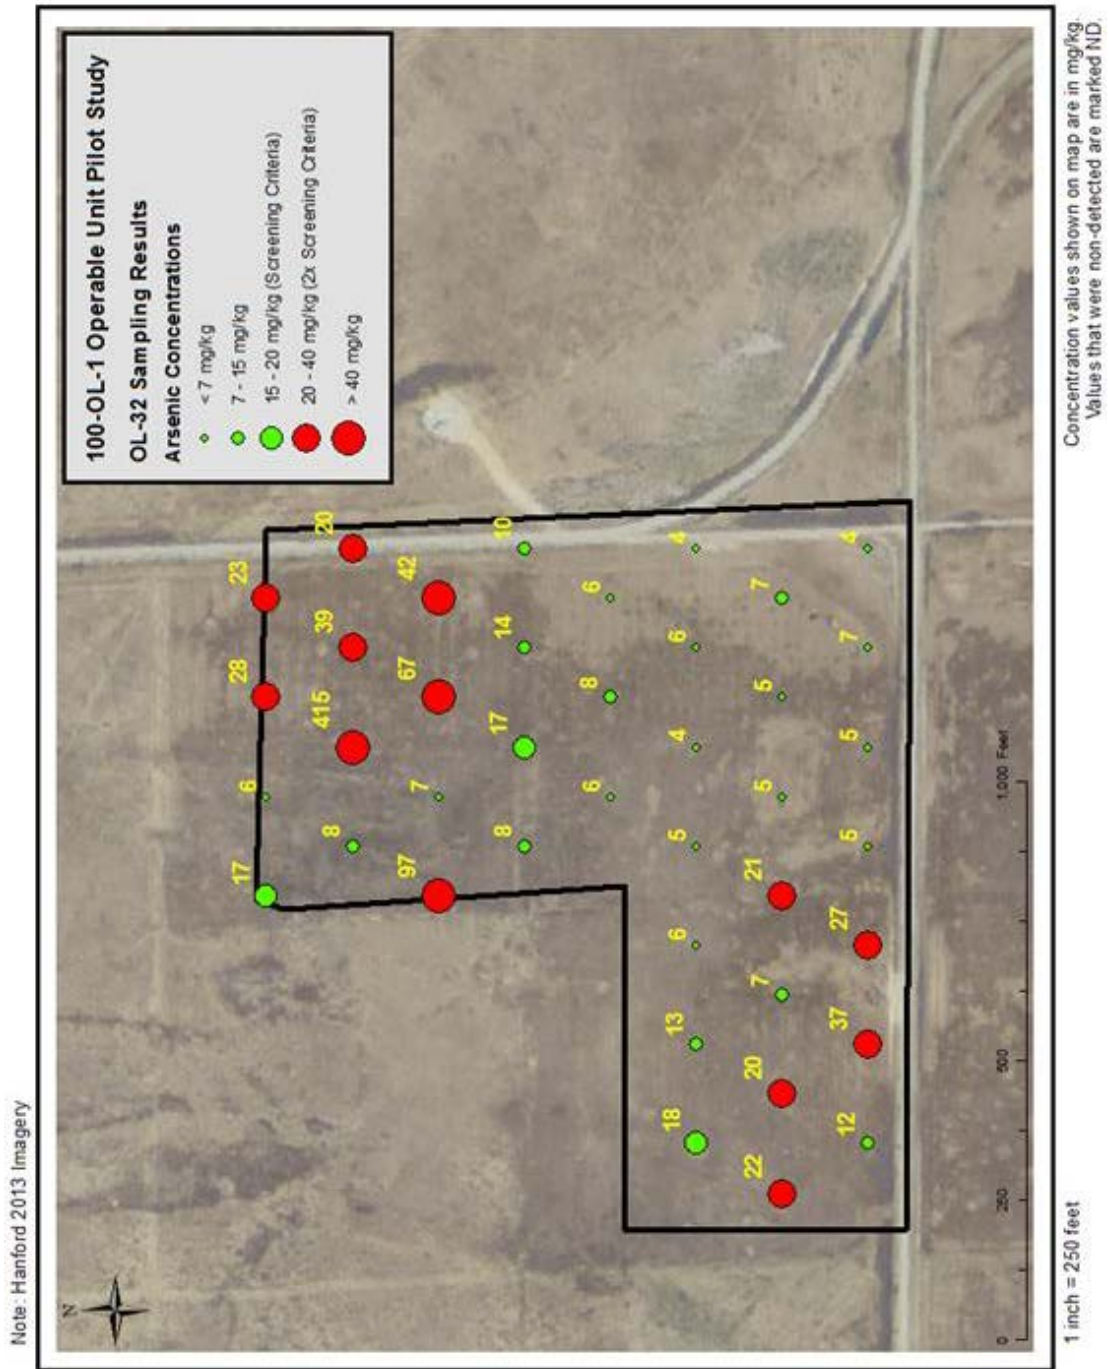 Note: Hanford 2013 Imagery
N
100-OL-1 Operable Unit Pilot Study
OL-32 Sampling Results
Arsenic Concentrations
< 7 mg/kg
7 - 15 mg/kg
15 - 20 mg/kg (Screening Criteria)
20 - 40 mg/kg (2x Screening Criteria)
> 40 mg/kg
17 6 28 23
8 415 39 20
97 7 67 42
8 17 14 10
6 8 6
18 13 6 5 4 6 4
22 20 7 21 5 5 7
12 37 27 5 5 7 4
0 250 500 1,000 Feet
1 inch = 250 feet
Concentration values shown on map are in mg/kg.
Values that were non-detected are marked ND.